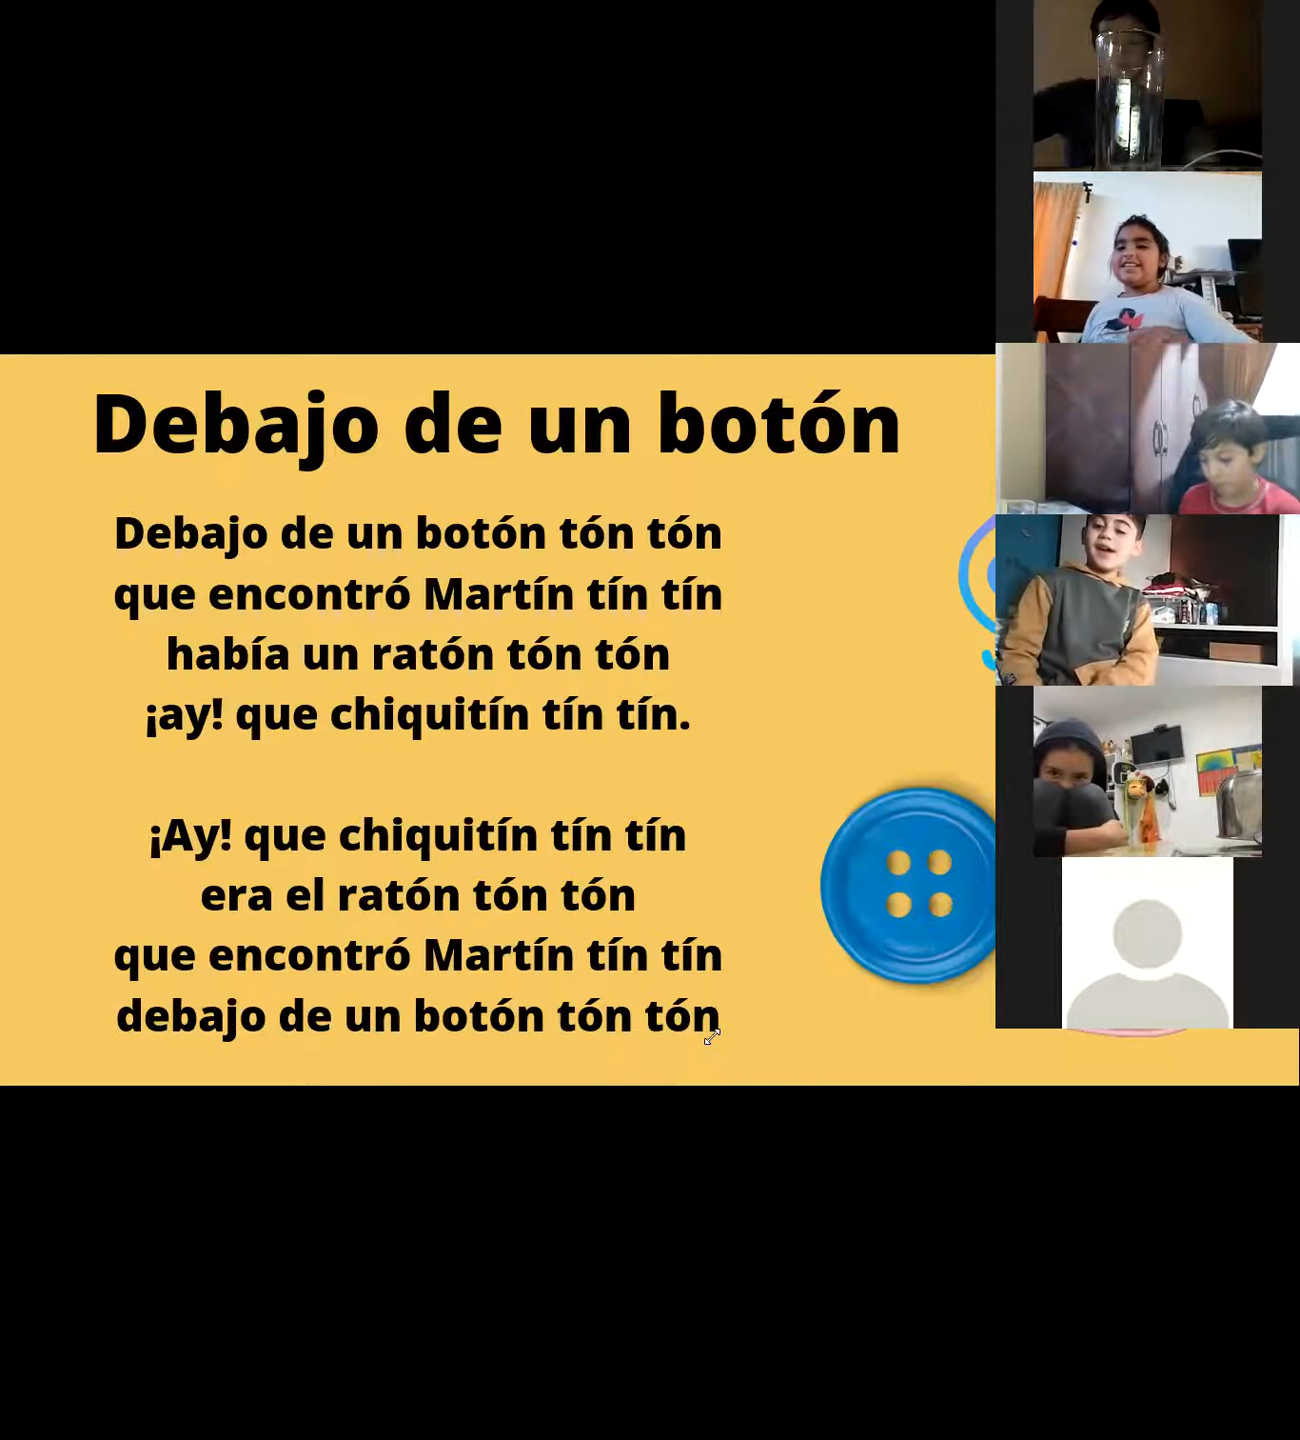 Debajo de un botón
Debajo de un botón tón tón
que encontró Martín tín tín
había un ratón tón tón
¡ay! que chiquitín tín tín.
¡Ay! que chiquitín tín tín
era el ratón tón tón
que encontró Martín tín tín
debajo de un botón tón tón